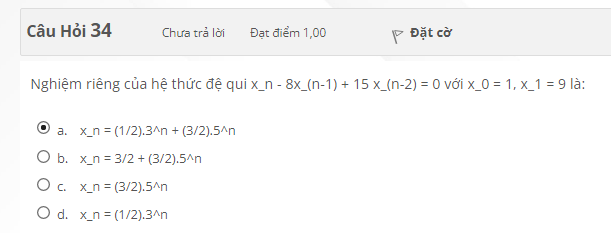 Câu Hỏi 34 Chưa trả lời Đạt điểm 1,00 Đặt cờ
Nghiệm riêng của hệ thức đệ qui x_n - 8x_(n-1) + 15 x_(n-2) = 0 với x_0 = 1, x_1 = 9 là:
a. x_n = (1/2).3^n + (3/2).5^n
b. x_n = 3/2 + (3/2).5^n
c. x_n = (3/2).5^n
d. x_n = (1/2).3^n